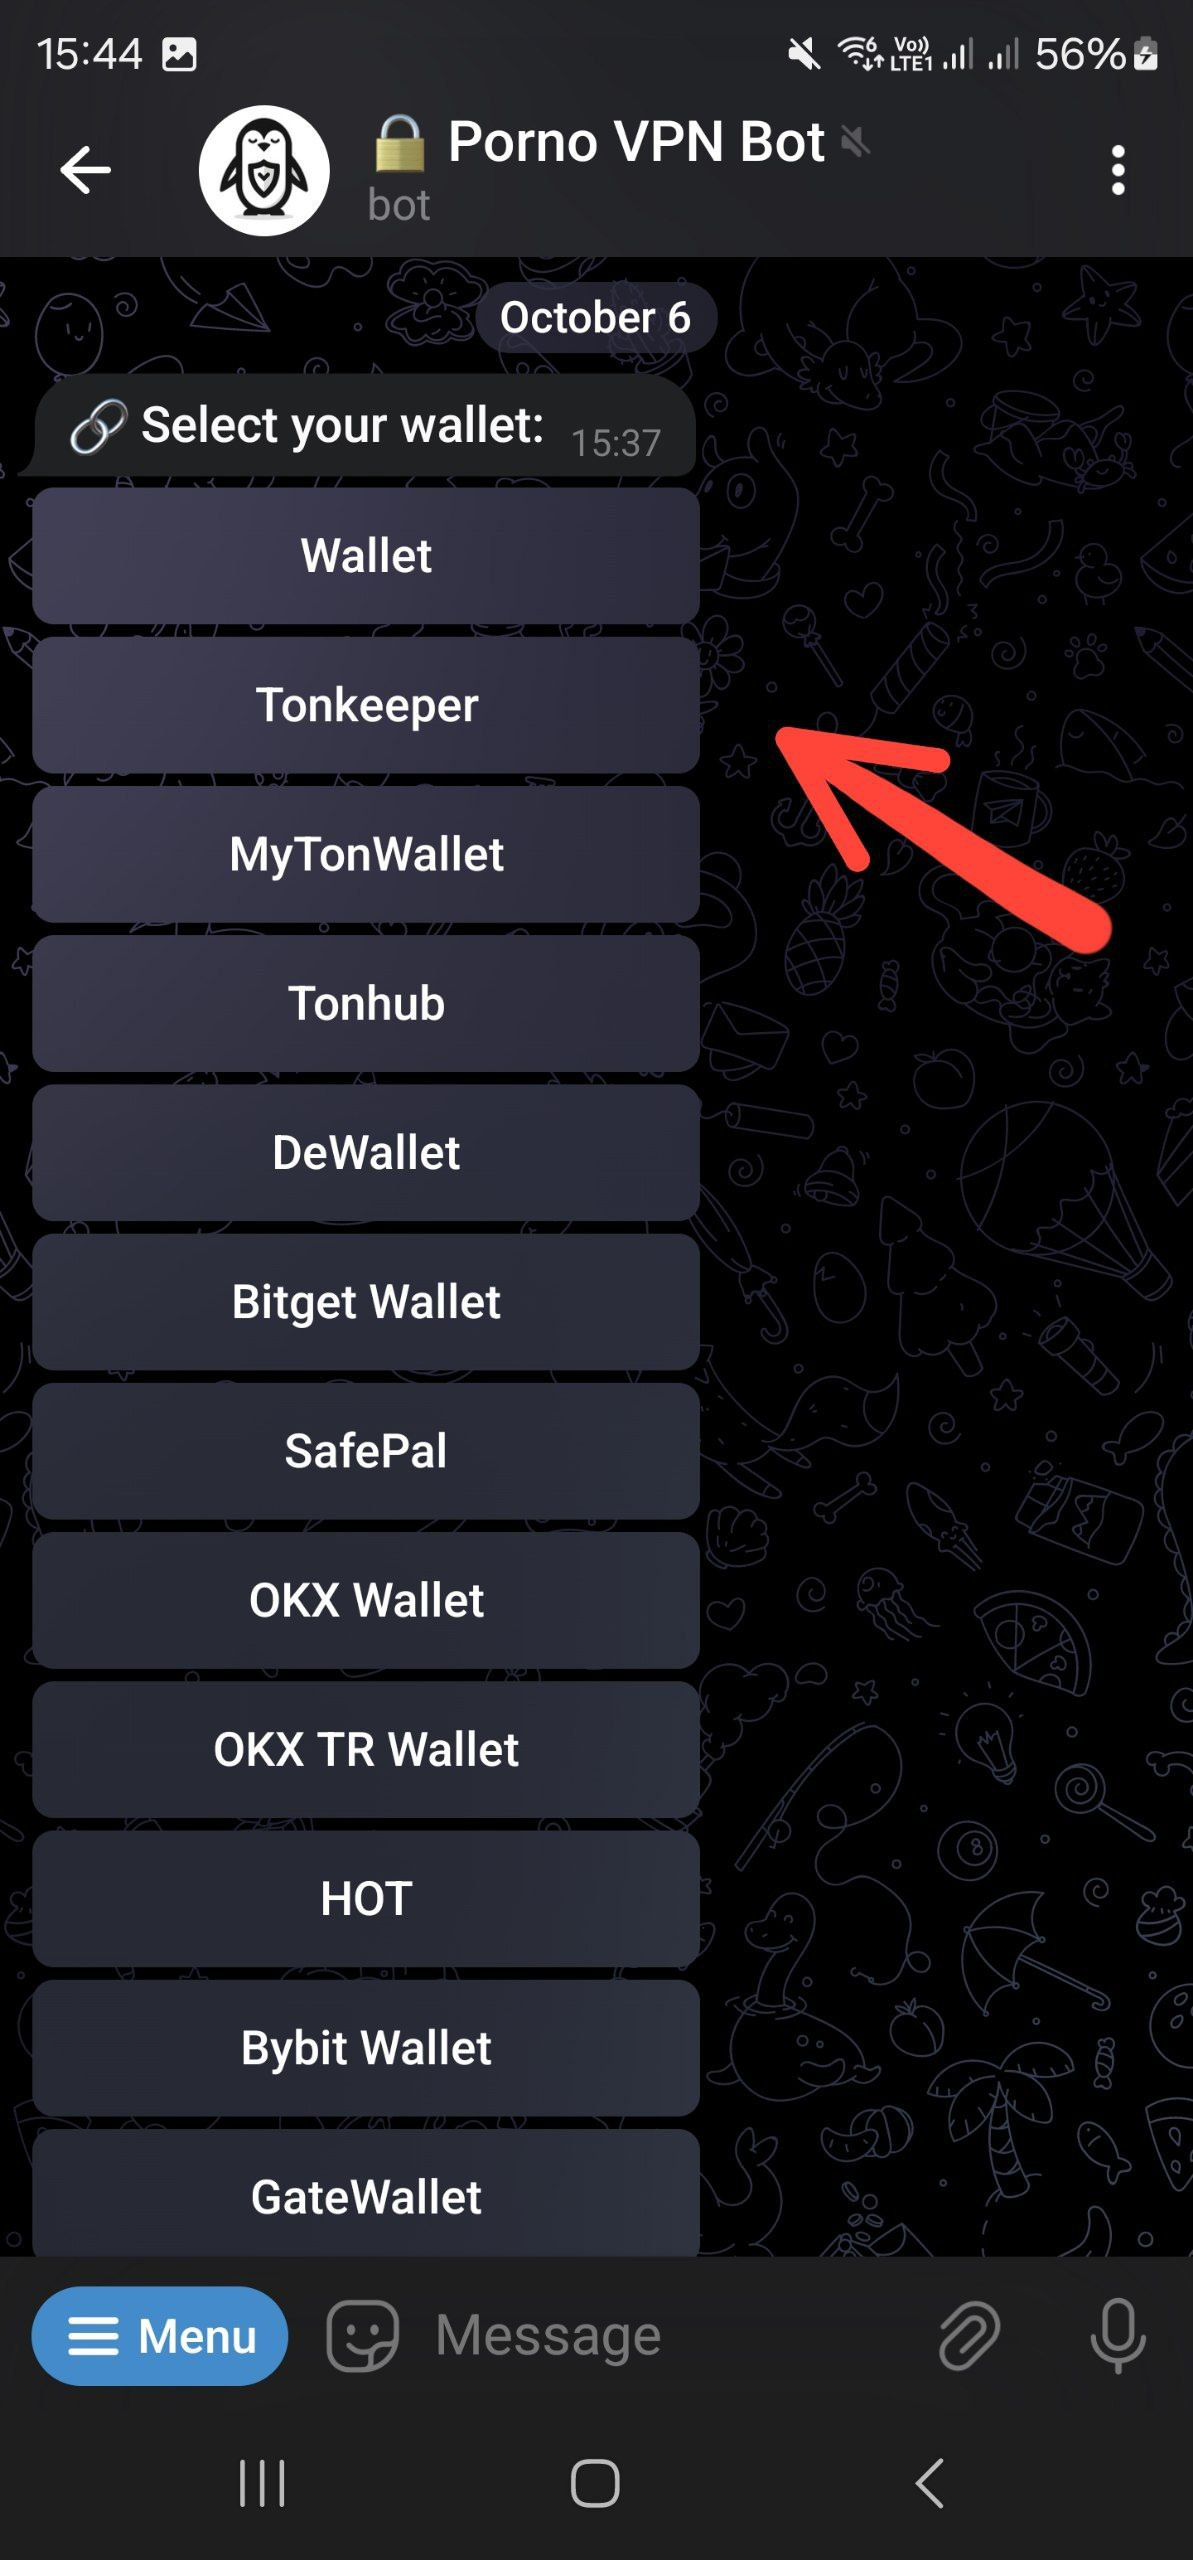 15:44
Vo))
LTE1
6
56%
🔒 Porno VPN Bot
bot
October 6
🔗 Select your wallet:
15:37
Wallet
Tonkeeper
MyTonWallet
Tonhub
DeWallet
Bitget Wallet
SafePal
OKX Wallet
OKX TR Wallet
HOT
Bybit Wallet
GateWallet
Menu
Message